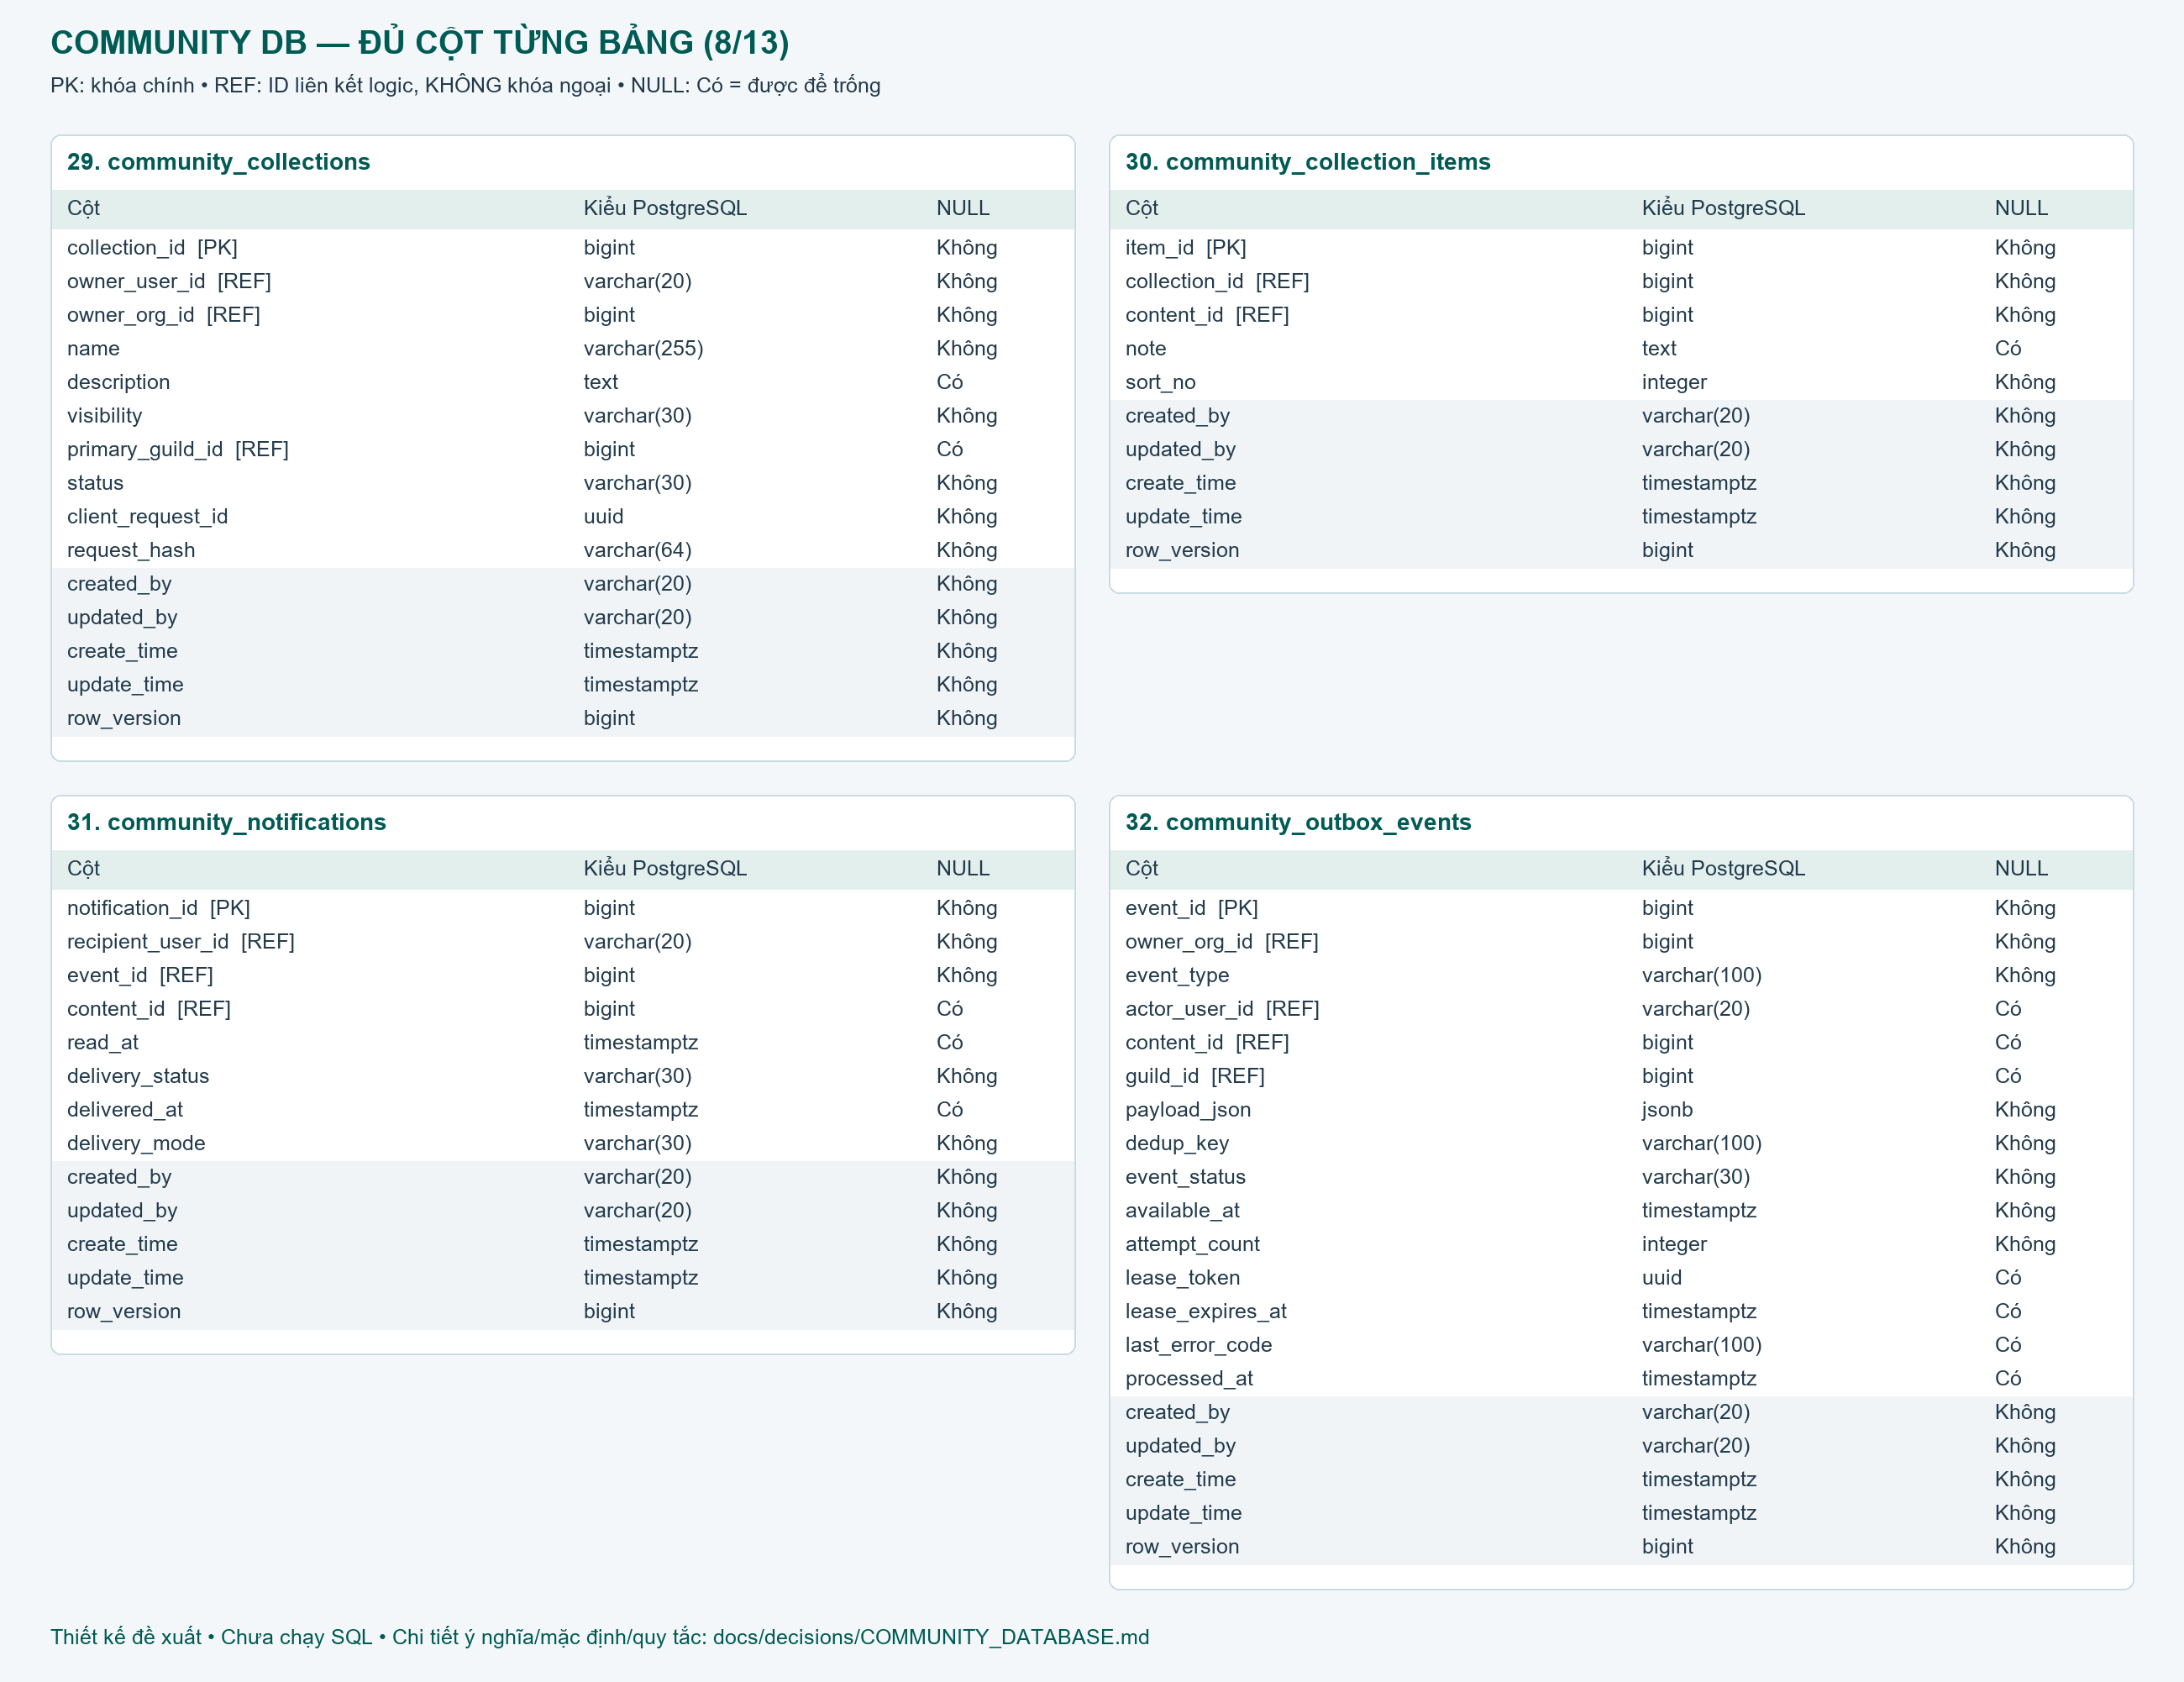 COMMUNITY DB — ĐỦ CỘT TỪNG BẢNG (8/13)
PK: khóa chính • REF: ID liên kết logic, KHÔNG khóa ngoại • NULL: Có = được để trống
29. community_collections
Cột Kiểu PostgreSQL NULL
collection_id [PK] bigint Không
owner_user_id [REF] varchar(20) Không
owner_org_id [REF] bigint Không
name varchar(255) Không
description text Có
visibility varchar(30) Không
primary_guild_id [REF] bigint Có
status varchar(30) Không
client_request_id uuid Không
request_hash varchar(64) Không
created_by varchar(20) Không
updated_by varchar(20) Không
create_time timestamptz Không
update_time timestamptz Không
row_version bigint Không
30. community_collection_items
Cột Kiểu PostgreSQL NULL
item_id [PK] bigint Không
collection_id [REF] bigint Không
content_id [REF] bigint Không
note text Có
sort_no integer Không
created_by varchar(20) Không
updated_by varchar(20) Không
create_time timestamptz Không
update_time timestamptz Không
row_version bigint Không
31. community_notifications
Cột Kiểu PostgreSQL NULL
notification_id [PK] bigint Không
recipient_user_id [REF] varchar(20) Không
event_id [REF] bigint Không
content_id [REF] bigint Có
read_at timestamptz Có
delivery_status varchar(30) Không
delivered_at timestamptz Có
delivery_mode varchar(30) Không
created_by varchar(20) Không
updated_by varchar(20) Không
create_time timestamptz Không
update_time timestamptz Không
row_version bigint Không
32. community_outbox_events
Cột Kiểu PostgreSQL NULL
event_id [PK] bigint Không
owner_org_id [REF] bigint Không
event_type varchar(100) Không
actor_user_id [REF] varchar(20) Có
content_id [REF] bigint Có
guild_id [REF] bigint Có
payload_json jsonb Không
dedup_key varchar(100) Không
event_status varchar(30) Không
available_at timestamptz Không
attempt_count integer Không
lease_token uuid Có
lease_expires_at timestamptz Có
last_error_code varchar(100) Có
processed_at timestamptz Có
created_by varchar(20) Không
updated_by varchar(20) Không
create_time timestamptz Không
update_time timestamptz Không
row_version bigint Không
Thiết kế đề xuất • Chưa chạy SQL • Chi tiết ý nghĩa/mặc định/quy tắc: docs/decisions/COMMUNITY_DATABASE.md